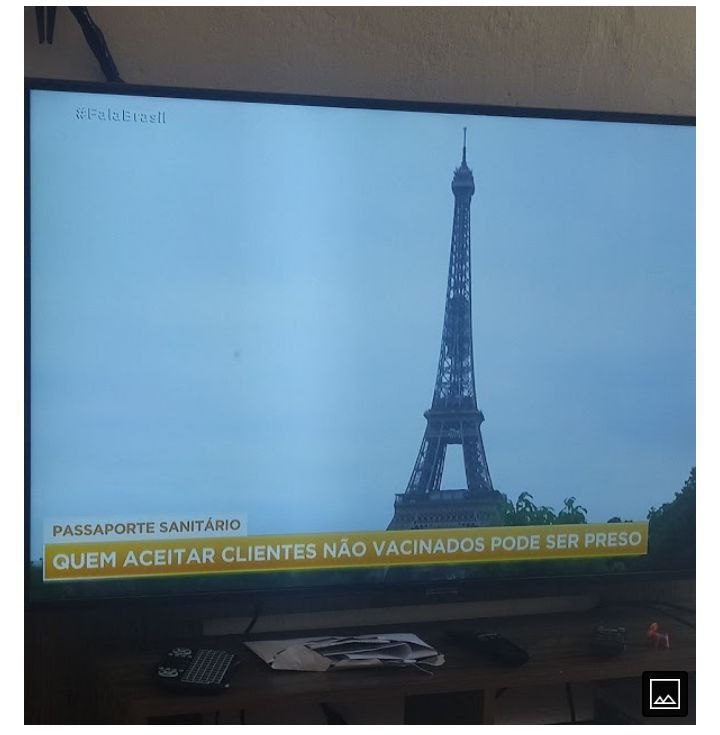 #FalaBrasil
PASSAPORTE SANITÁRIO
QUEM ACEITAR CLIENTES NÃO VACINADOS PODE SER PRESO